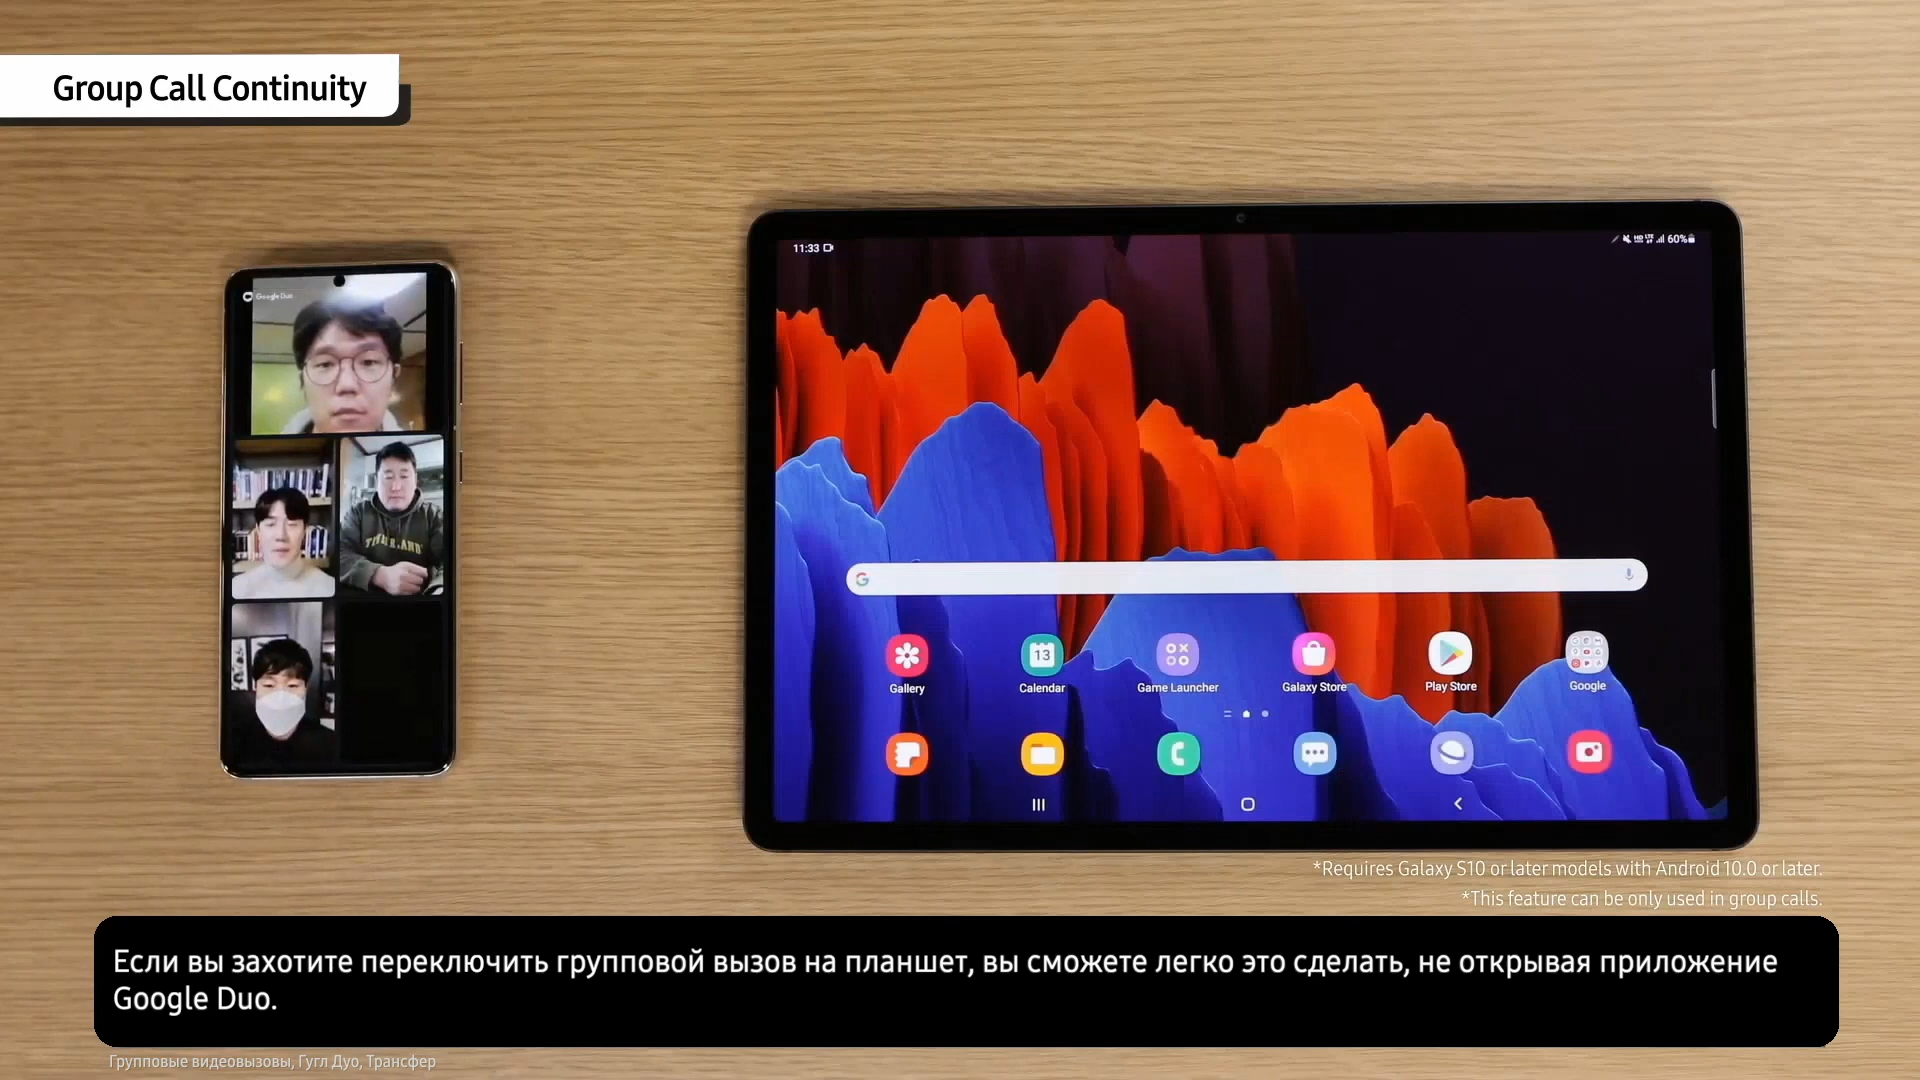 Group Call Continuity
Google Duo
11:33
60%
13
Gallery
Calendar
Game Launcher
Galaxy Store
Play Store
Google
*Requires Galaxy S10 or later models with Android 10.0 or later.
*This feature can be only used in group calls.
Если вы захотите переключить групповой вызов на планшет, вы сможете легко это сделать, не открывая приложение
Google Duo.
Групповые видеовызовы, Гугл Дуо, Трансфер